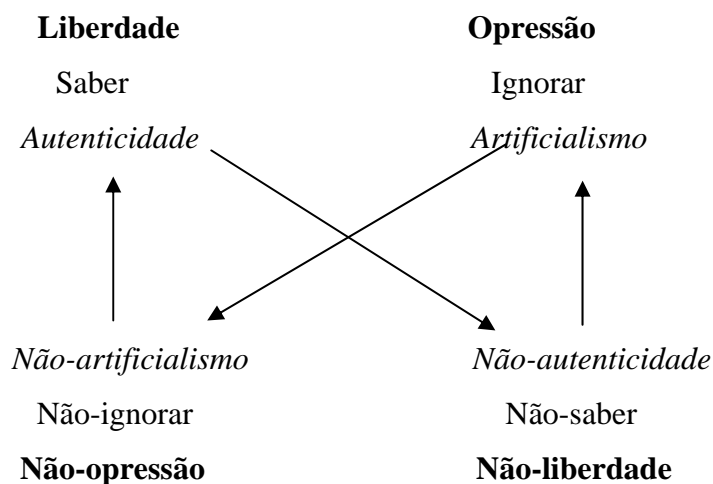 Liberdade Opressão
Saber Ignorar
Autenticidade Artificialismo
Não-artificialismo Não-autenticidade
Não-ignorar Não-saber
Não-opressão Não-liberdade